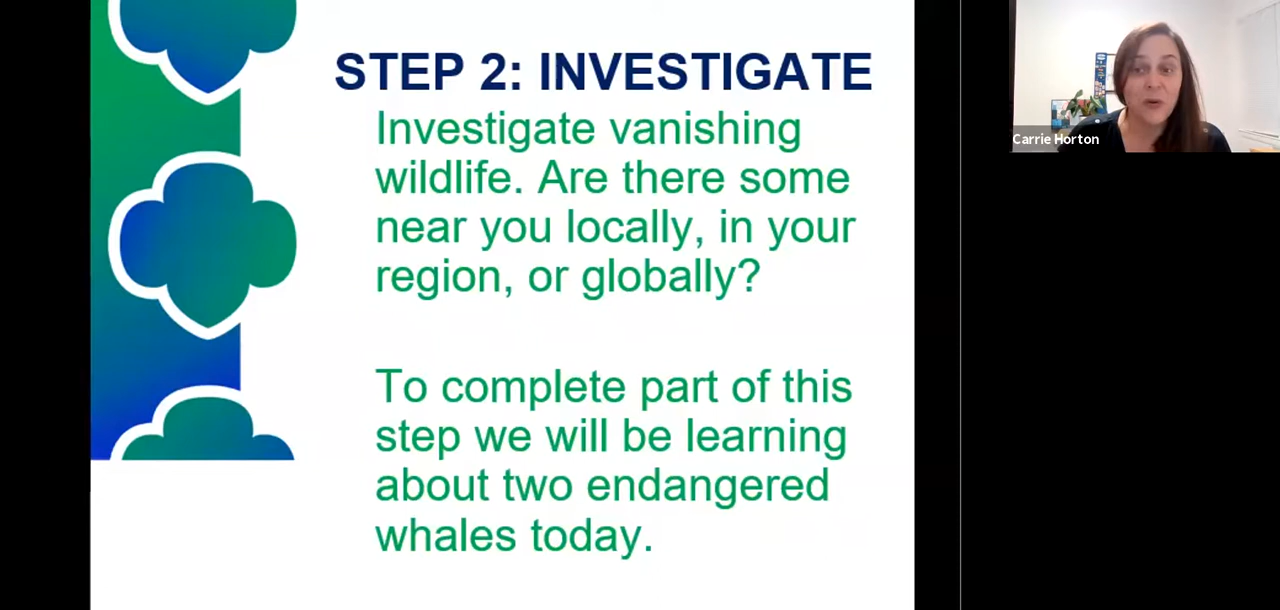 STEP 2: INVESTIGATE
Investigate vanishing
wildlife. Are there some
near you locally, in your
region, or globally?
To complete part of this
step we will be learning
about two endangered
whales today.
Carrie Horton